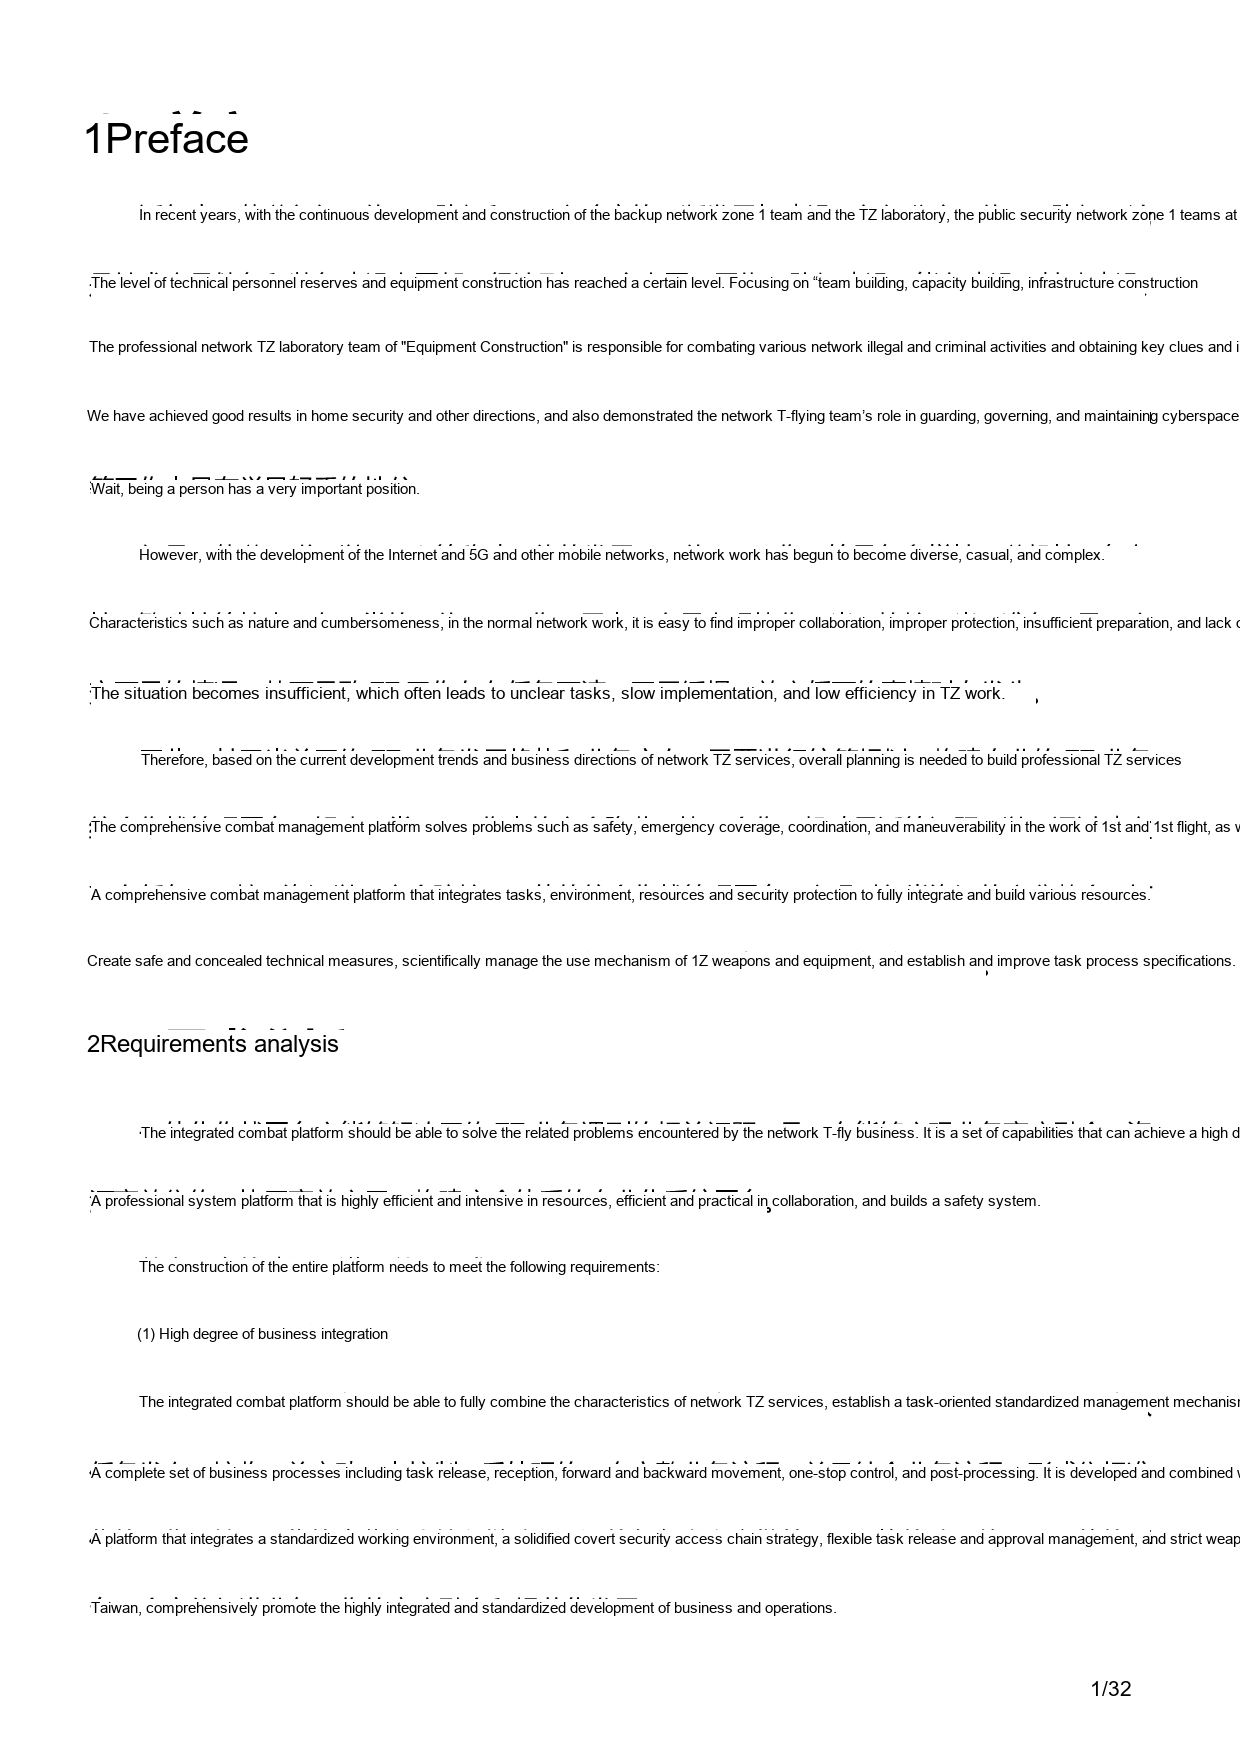 1Preface
In recent years, with the continuous development and construction of the backup network zone 1 team and the TZ laboratory, the public security network zone 1 teams at
The level of technical personnel reserves and equipment construction has reached a certain level. Focusing on “team building, capacity building, infrastructure construction
The professional network TZ laboratory team of "Equipment Construction" is responsible for combating various network illegal and criminal activities and obtaining key clues and i
We have achieved good results in home security and other directions, and also demonstrated the network T-flying team’s role in guarding, governing, and maintaining cyberspace
Wait, being a person has a very important position.
However, with the development of the Internet and 5G and other mobile networks, network work has begun to become diverse, casual, and complex.
Characteristics such as nature and cumbersomeness, in the normal network work, it is easy to find improper collaboration, improper protection, insufficient preparation, and lack
The situation becomes insufficient, which often leads to unclear tasks, slow implementation, and low efficiency in TZ work.
Therefore, based on the current development trends and business directions of network TZ services, overall planning is needed to build professional TZ services
The comprehensive combat management platform solves problems such as safety, emergency coverage, coordination, and maneuverability in the work of 1st and 1st flight, as
A comprehensive combat management platform that integrates tasks, environment, resources and security protection to fully integrate and build various resources.
Create safe and concealed technical measures, scientifically manage the use mechanism of 1Z weapons and equipment, and establish and improve task process specifications.
2Requirements analysis
The integrated combat platform should be able to solve the related problems encountered by the network T-fly business. It is a set of capabilities that can achieve a high d
A professional system platform that is highly efficient and intensive in resources, efficient and practical in collaboration, and builds a safety system.
The construction of the entire platform needs to meet the following requirements:
(1) High degree of business integration
The integrated combat platform should be able to fully combine the characteristics of network TZ services, establish a task-oriented standardized management mechanis
A complete set of business processes including task release, reception, forward and backward movement, one-stop control, and post-processing. It is developed and combined
A platform that integrates a standardized working environment, a solidified covert security access chain strategy, flexible task release and approval management, and strict weap
Taiwan, comprehensively promote the highly integrated and standardized development of business and operations.
1/32